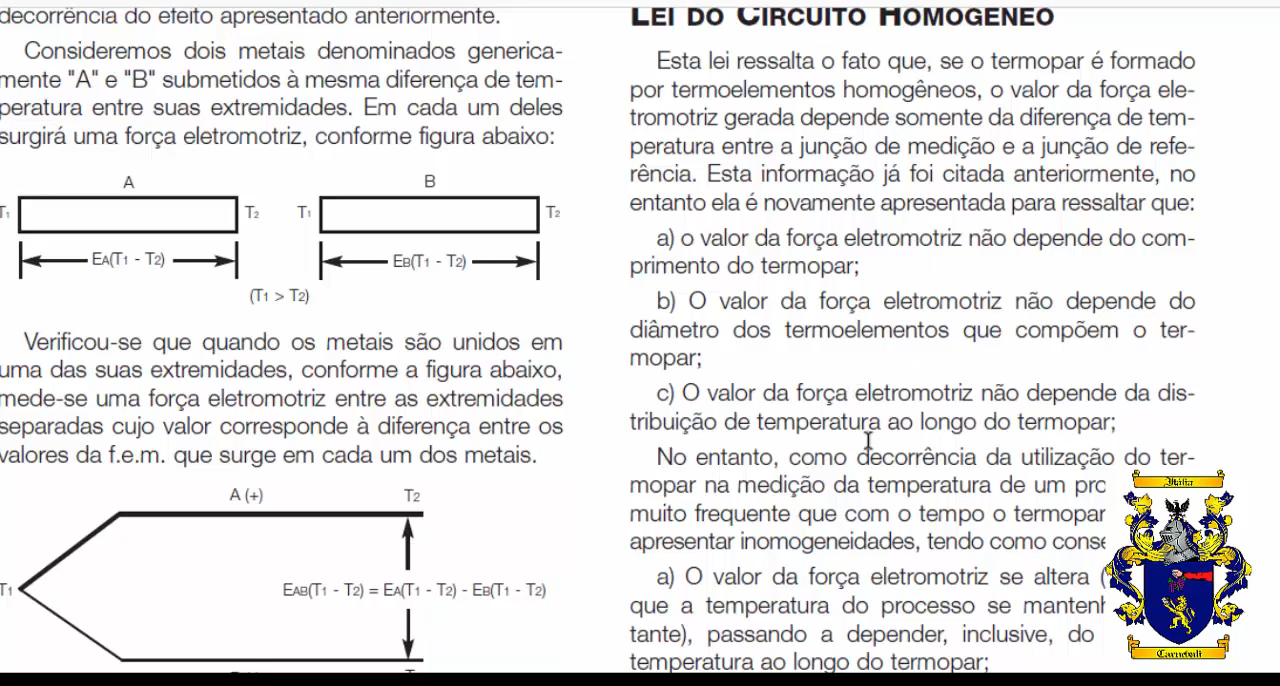 decorrência do efeito apresentado anteriormente.
Consideremos dois metais denominados generica-
mente "A" e "B" submetidos à mesma diferença de tem-
peratura entre suas extremidades. Em cada um deles
surgirá uma força eletromotriz, conforme figura abaixo:
A
B
T1
T2
T1
T2
EA(T1 - T2)
EB(T1 - T2)
(T1 > T2)
Verificou-se que quando os metais são unidos em
uma das suas extremidades, conforme a figura abaixo,
mede-se uma força eletromotriz entre as extremidades
separadas cujo valor corresponde à diferença entre os
valores da f.e.m. que surge em cada um dos metais.
A (+)
T2
T1
EAB(T1 - T2) = EA(T1 - T2) - EB(T1 - T2)
LEI DO CIRCUITO HOMOGÊNEO
Esta lei ressalta o fato que, se o termopar é formado
por termoelementos homogêneos, o valor da força ele-
tromotriz gerada depende somente da diferença de tem-
peratura entre a junção de medição e a junção de refe-
rência. Esta informação já foi citada anteriormente, no
entanto ela é novamente apresentada para ressaltar que:
a) o valor da força eletromotriz não depende do com-
primento do termopar;
b) O valor da força eletromotriz não depende do
diâmetro dos termoelementos que compõem o ter-
mopar;
c) O valor da força eletromotriz não depende da dis-
tribuição de temperatura ao longo do termopar;
No entanto, como decorrência da utilização do ter-
mopar na medição da temperatura de um pro
muito frequente que com o tempo o termopar
apresentar inomogeneidades, tendo como conse
a) O valor da força eletromotriz se altera (
que a temperatura do processo se manten
tante), passando a depender, inclusive, do
temperatura ao longo do termopar;
Itália
Carnevali